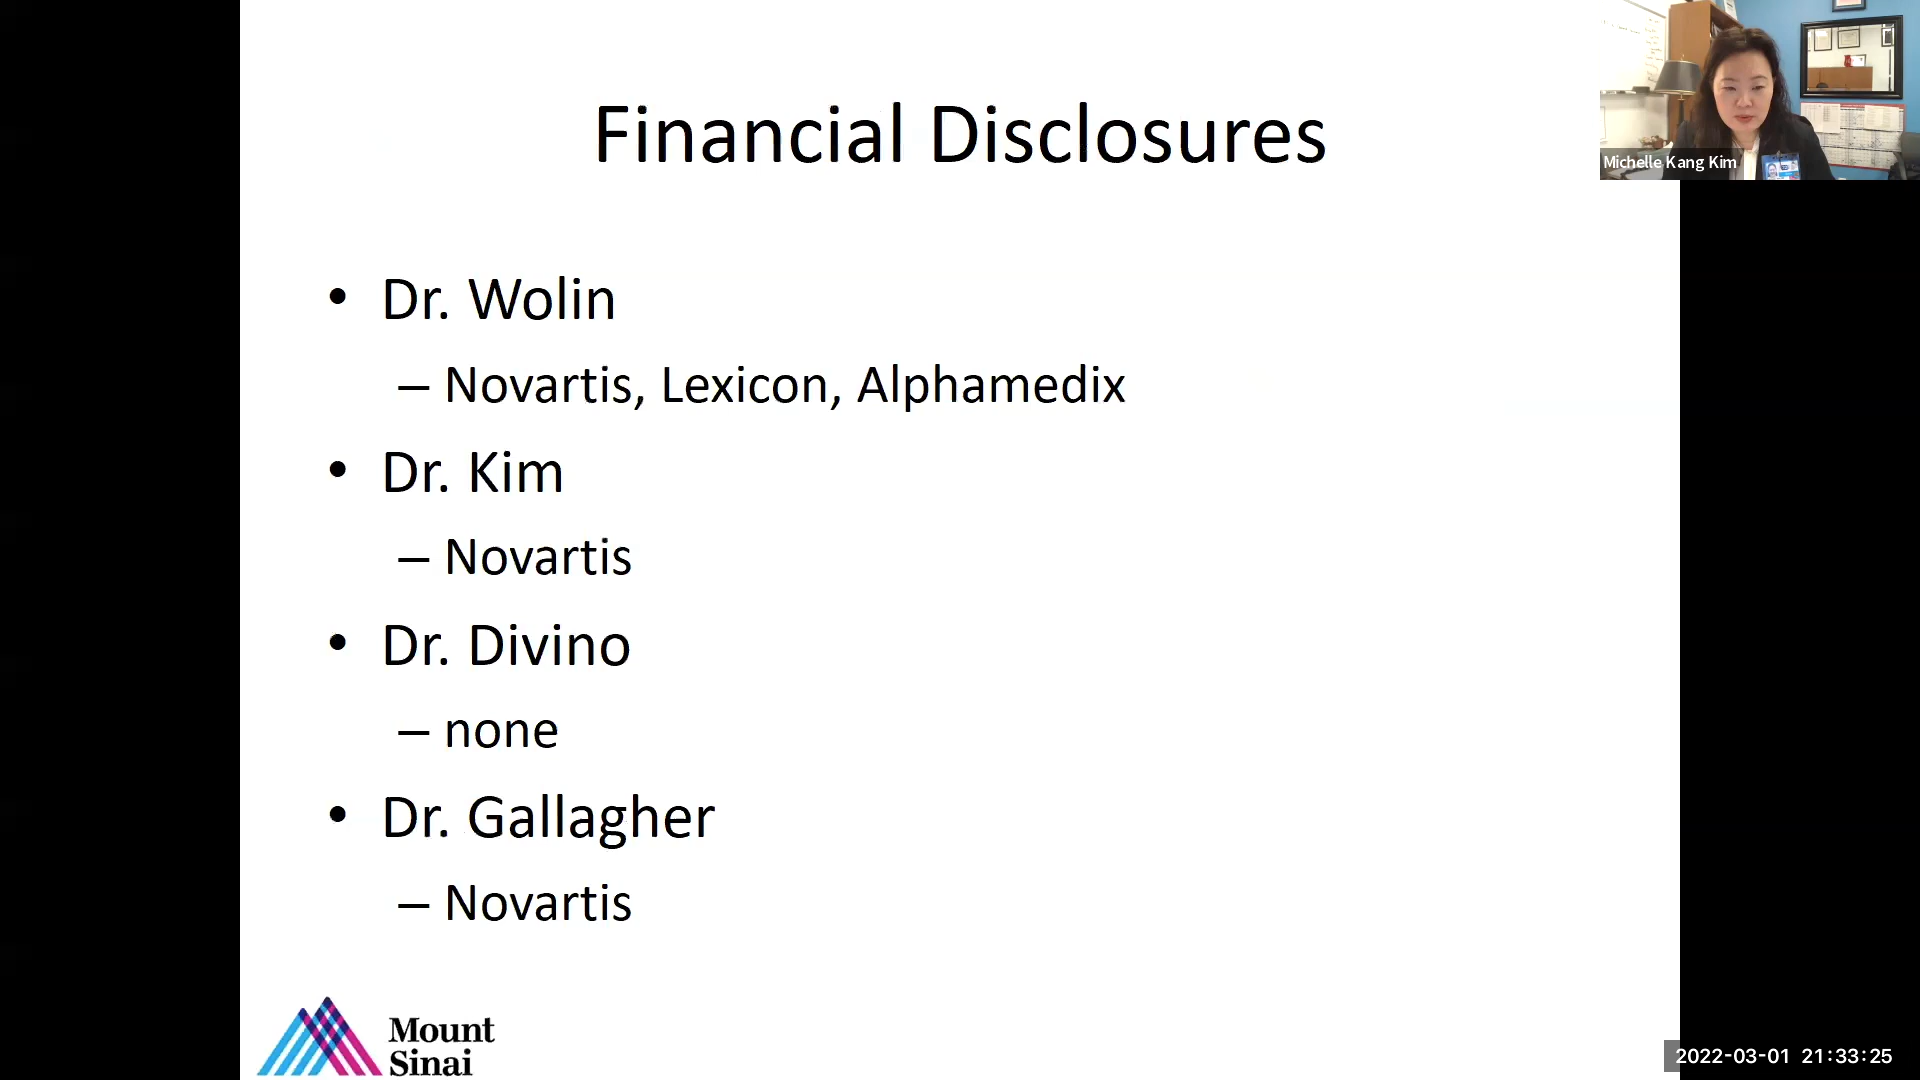 Financial Disclosures
Michelle Kang Kim
• Dr. Wolin
– Novartis, Lexicon, Alphamedix
• Dr. Kim
– Novartis
• Dr. Divino
– none
• Dr. Gallagher
– Novartis
Mount
Sinai
2022-03-01 21:33:25